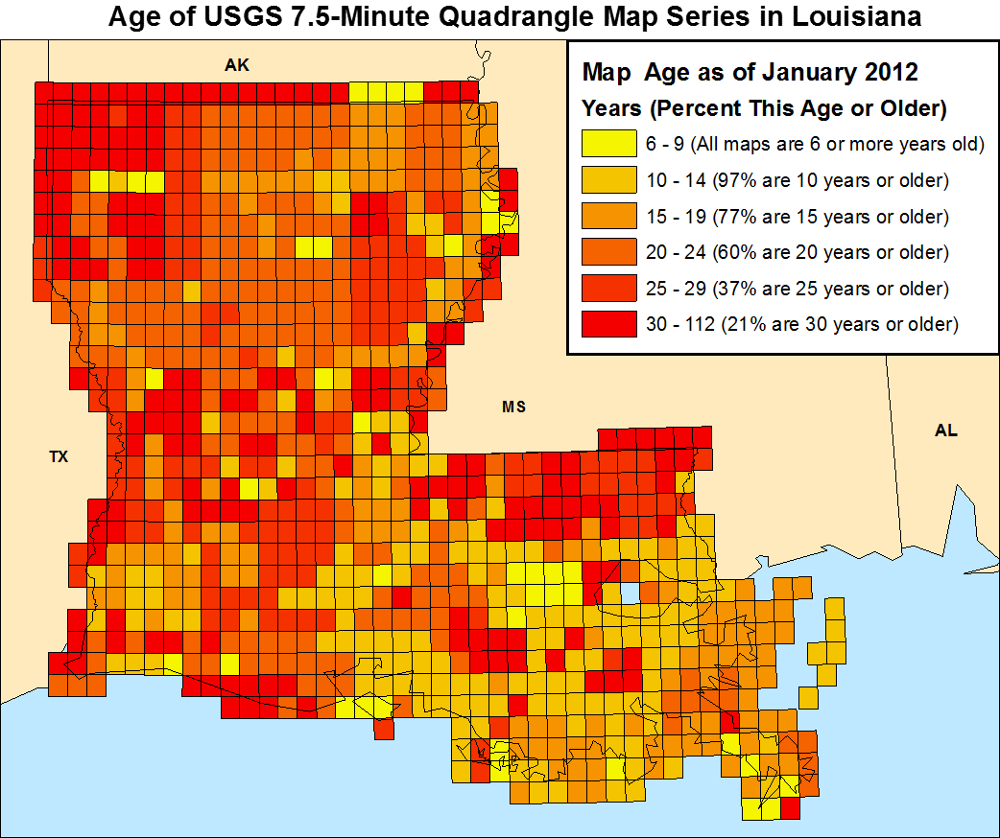 Age of USGS 7.5-Minute Quadrangle Map Series in Louisiana
AK
Map Age as of January 2012
Years (Percent This Age or Older)
6 - 9 (All maps are 6 or more years old)
10 - 14 (97% are 10 years or older)
15 - 19 (77% are 15 years or older)
20 - 24 (60% are 20 years or older)
25 - 29 (37% are 25 years or older)
30 - 112 (21% are 30 years or older)
MS
AL
TX